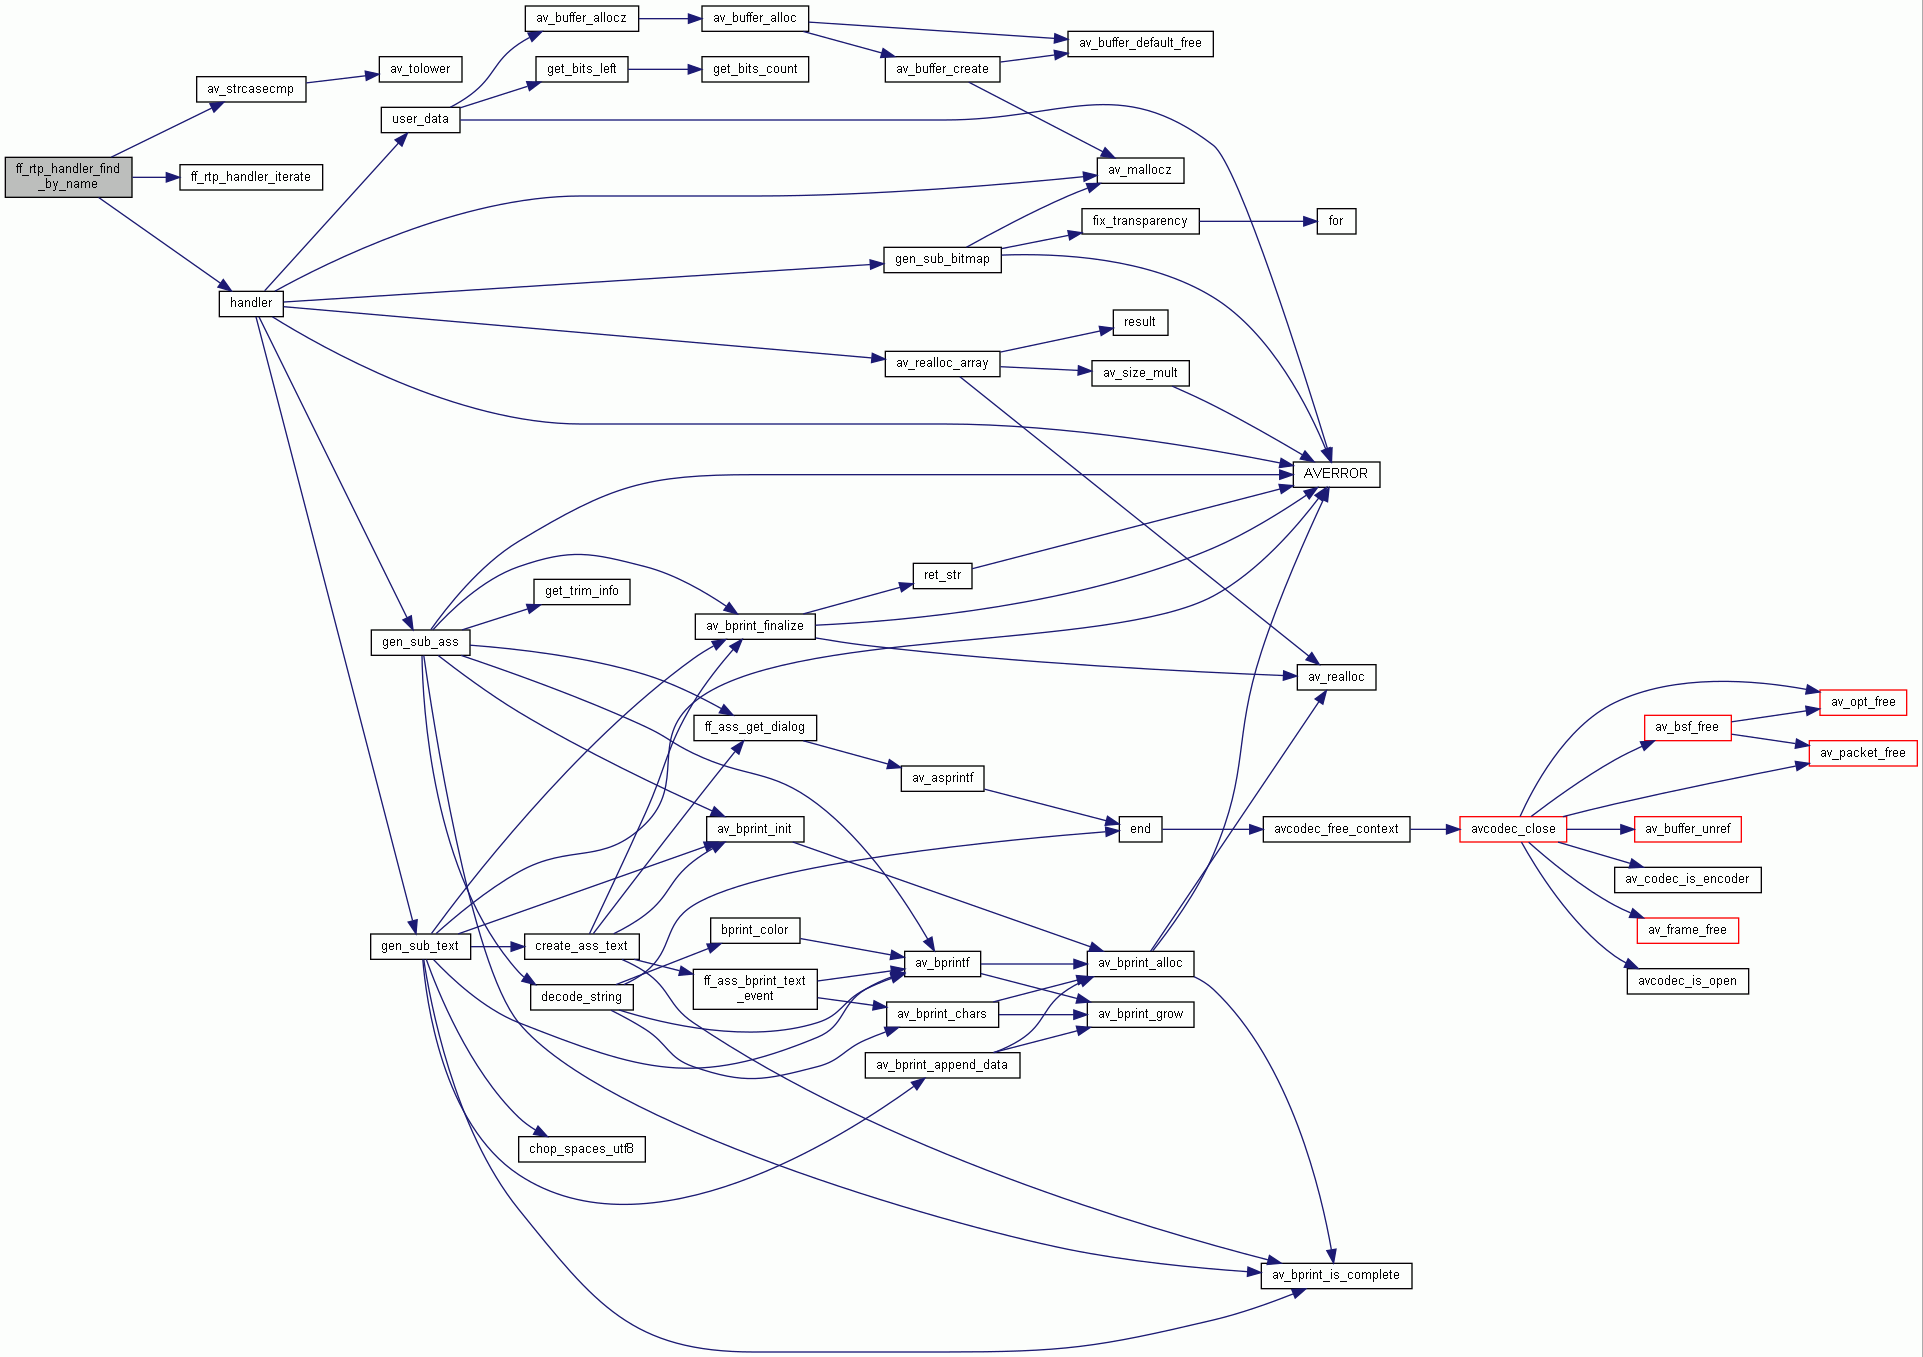 ff_rtp_handler_find
_by_name
av_strcasecmp
av_tolower
ff_rtp_handler_iterate
handler
user_data
av_buffer_allocz
av_buffer_alloc
av_buffer_default_free
get_bits_left
get_bits_count
av_buffer_create
av_mallocz
fix_transparency
for
gen_sub_bitmap
result
av_realloc_array
av_size_mult
AVERROR
ret_str
get_trim_info
av_bprint_finalize
gen_sub_ass
av_realloc
ff_ass_get_dialog
av_asprintf
av_bprint_init
end
avcodec_free_context
avcodec_close
av_opt_free
av_bsf_free
av_packet_free
av_buffer_unref
av_codec_is_encoder
av_frame_free
avcodec_is_open
gen_sub_text
create_ass_text
bprint_color
av_bprintf
av_bprint_alloc
decode_string
ff_ass_bprint_text
_event
av_bprint_chars
av_bprint_grow
av_bprint_append_data
chop_spaces_utf8
av_bprint_is_complete